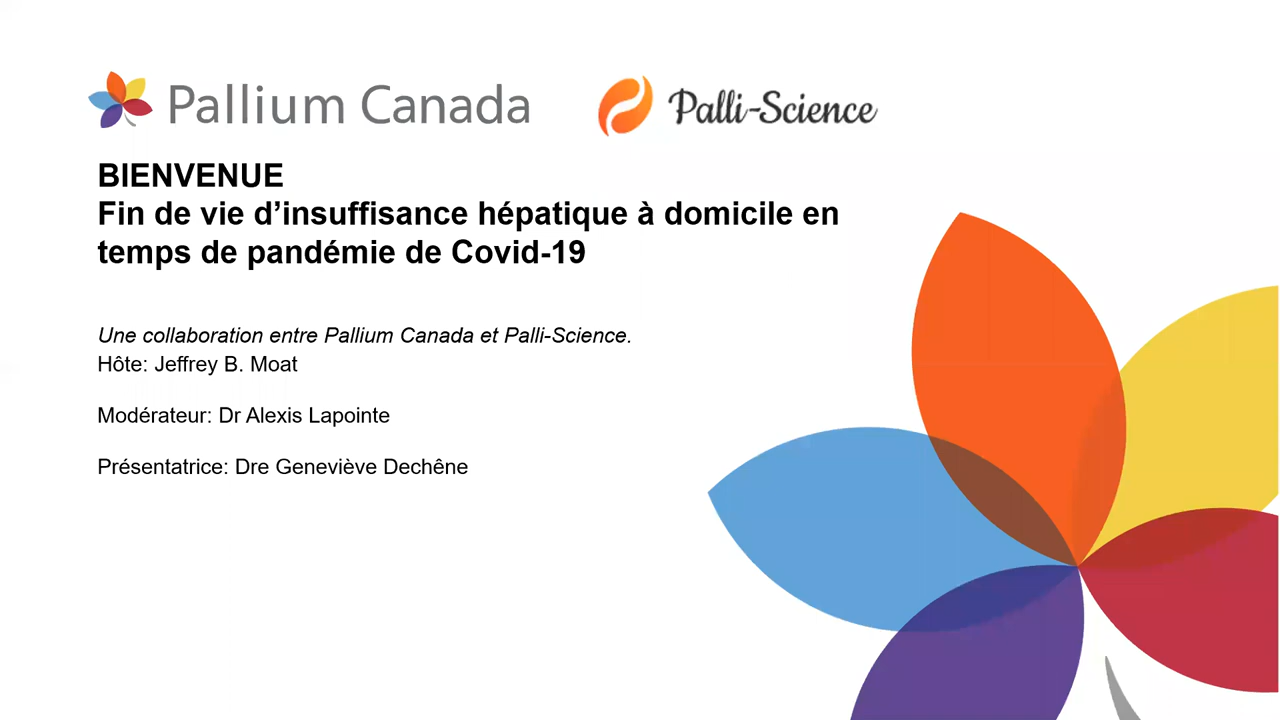 Pallium Canada
Palli-Science
BIENVENUE
Fin de vie d’insuffisance hépatique à domicile en
temps de pandémie de Covid-19
Une collaboration entre Pallium Canada et Palli-Science.
Hôte: Jeffrey B. Moat
Modérateur: Dr Alexis Lapointe
Présentatrice: Dre Geneviève Dechêne